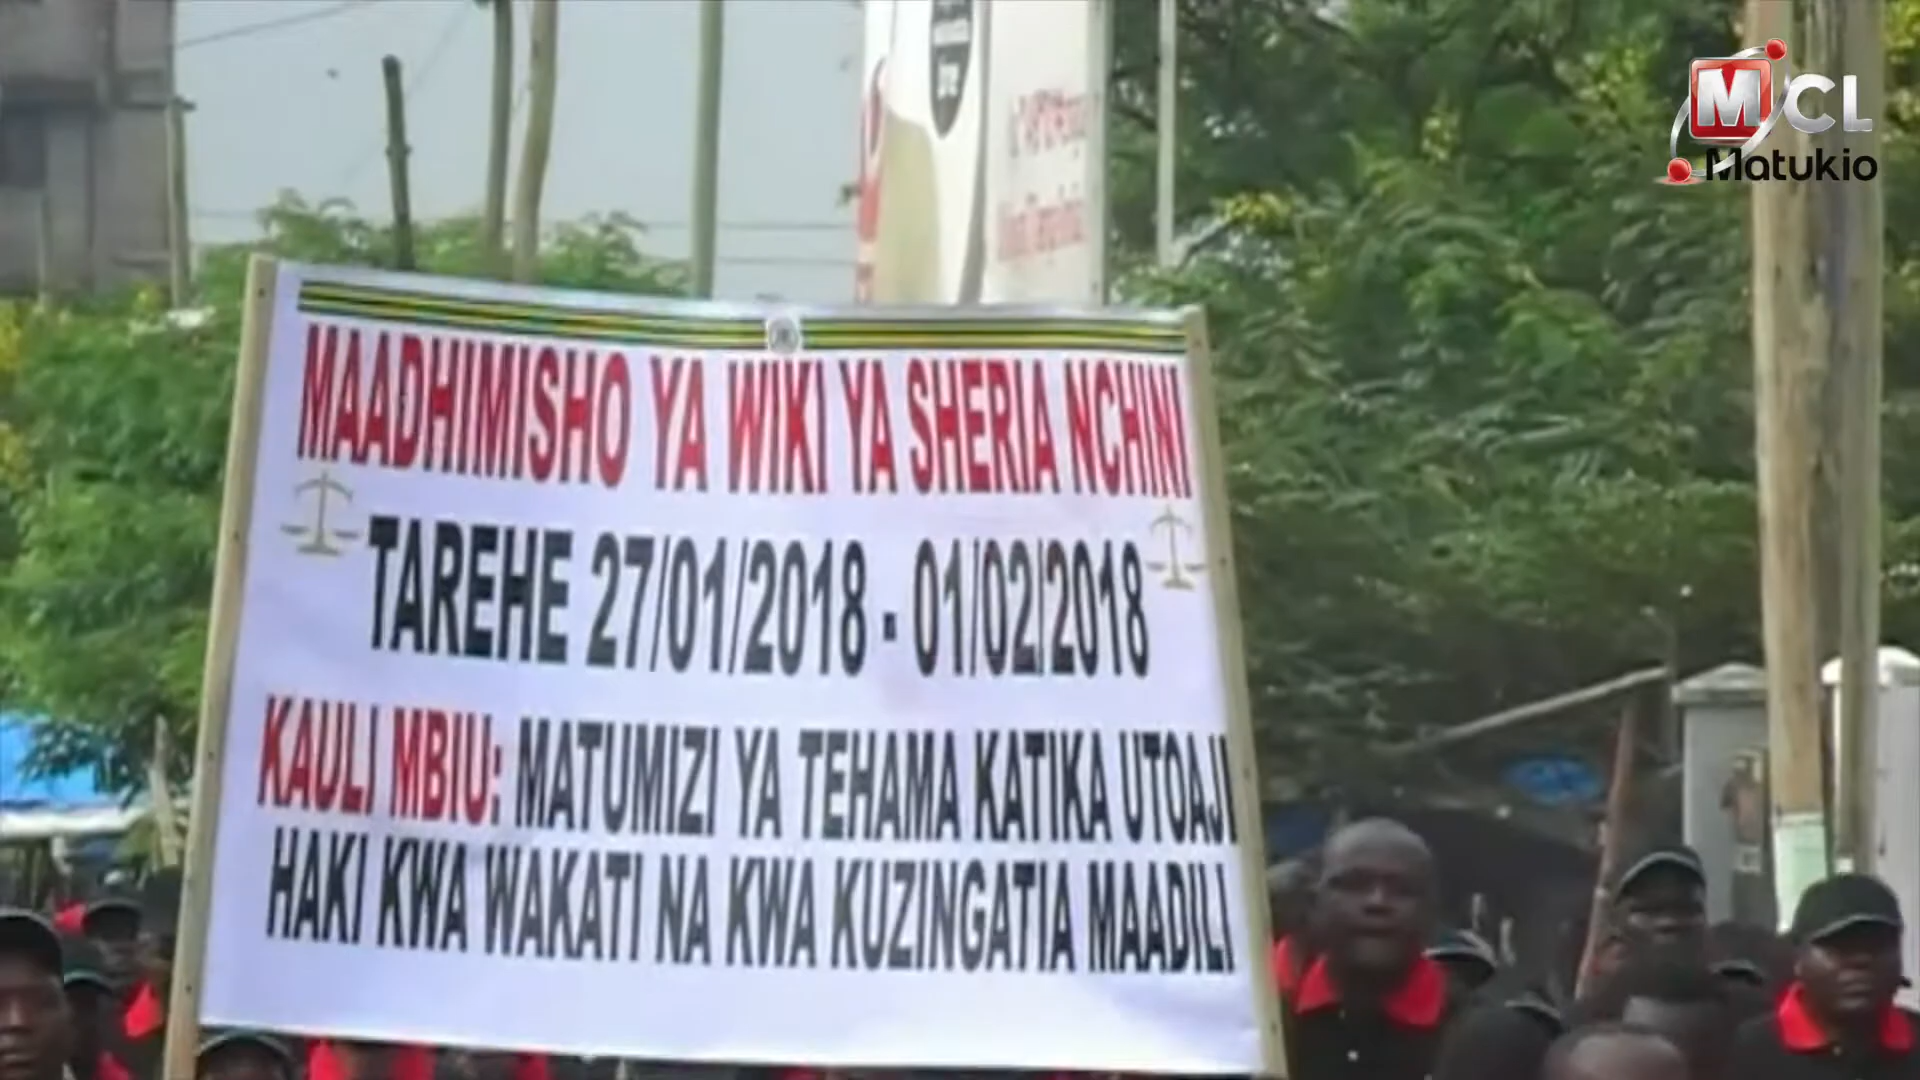 MCL
Matukio
MAADHIMISHO YA WIKI YA SHERIA NCHINI
TAREHE 27/01/2018 - 01/02/2018
KAULI MBIU: MATUMIZI YA TEHAMA KATIKA UTOAJI
HAKI KWA WAKATI NA KWA KUZINGATIA MAADILI